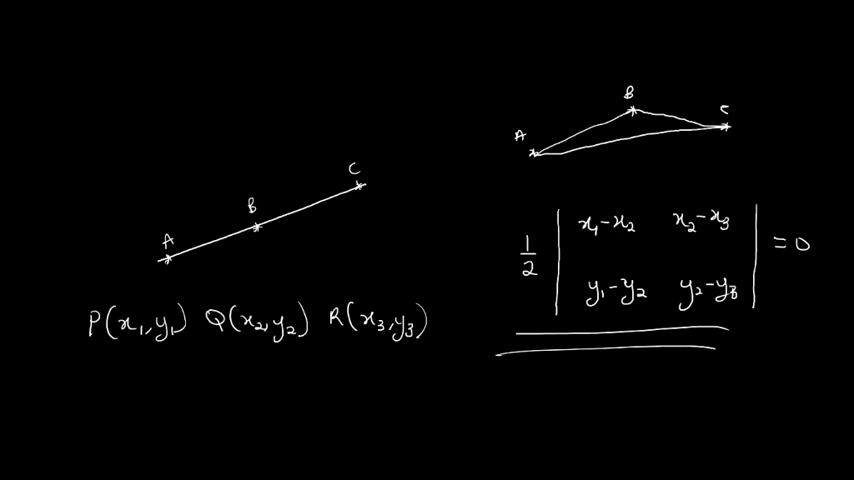 A B C
A B C
P(x₁,y₁) Q(x₂,y₂) R(x₃,y₃)
1/2 | x₁-x₂ x₂-x₃ |
| y₁-y₂ y₂-y₃ | = 0